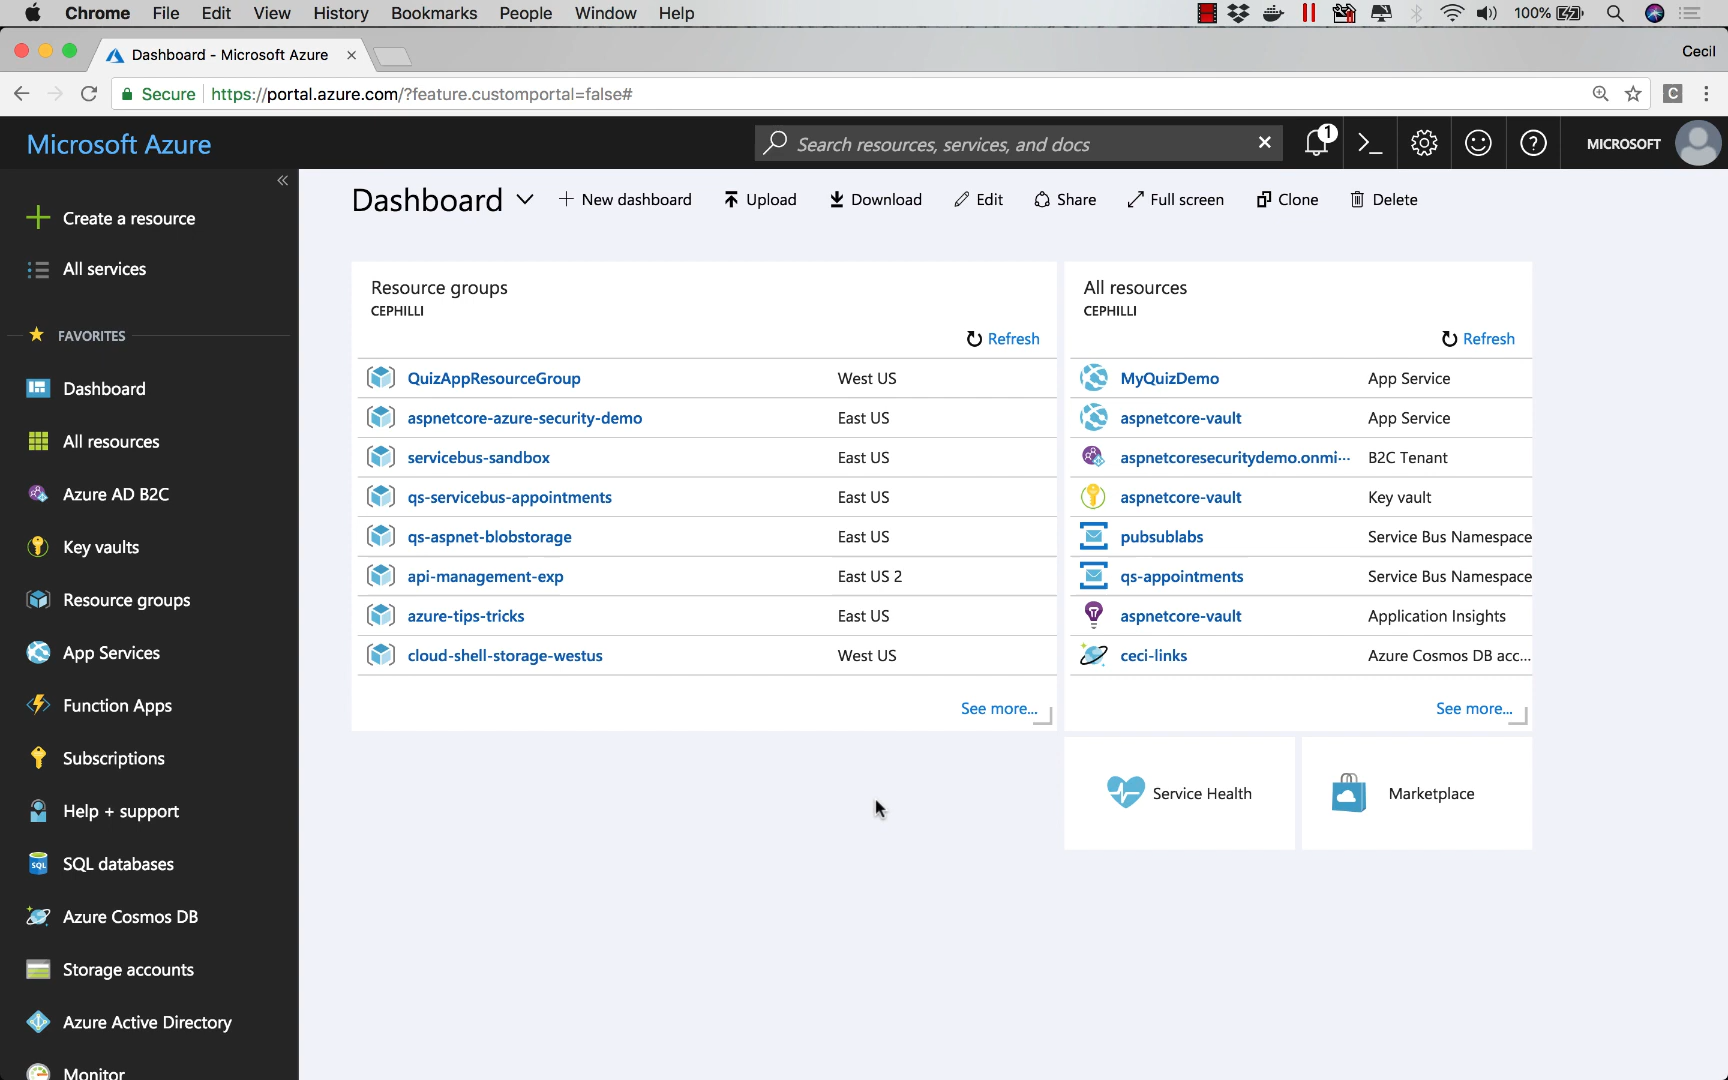 Chrome File Edit View History Bookmarks People Window Help 100%
Dashboard - Microsoft Azure Cecil
Secure https://portal.azure.com/?feature.customportal=false# C
Microsoft Azure Search resources, services, and docs 1 MICROSOFT
Create a resource
All services
FAVORITES
Dashboard
All resources
Azure AD B2C
Key vaults
Resource groups
App Services
Function Apps
Subscriptions
Help + support
SQL databases
Azure Cosmos DB
Storage accounts
Azure Active Directory
Monitor
Dashboard New dashboard Upload Download Edit Share Full screen Clone Delete
Resource groups
CEPHILLI
Refresh
QuizAppResourceGroup West US
aspnetcore-azure-security-demo East US
servicebus-sandbox East US
qs-servicebus-appointments East US
qs-aspnet-blobstorage East US
api-management-exp East US 2
azure-tips-tricks East US
cloud-shell-storage-westus West US
See more...
All resources
CEPHILLI
Refresh
MyQuizDemo App Service
aspnetcore-vault App Service
aspnetcoresecuritydemo.onmi... B2C Tenant
aspnetcore-vault Key vault
pubsublabs Service Bus Namespace
qs-appointments Service Bus Namespace
aspnetcore-vault Application Insights
ceci-links Azure Cosmos DB acc...
See more...
Service Health
Marketplace